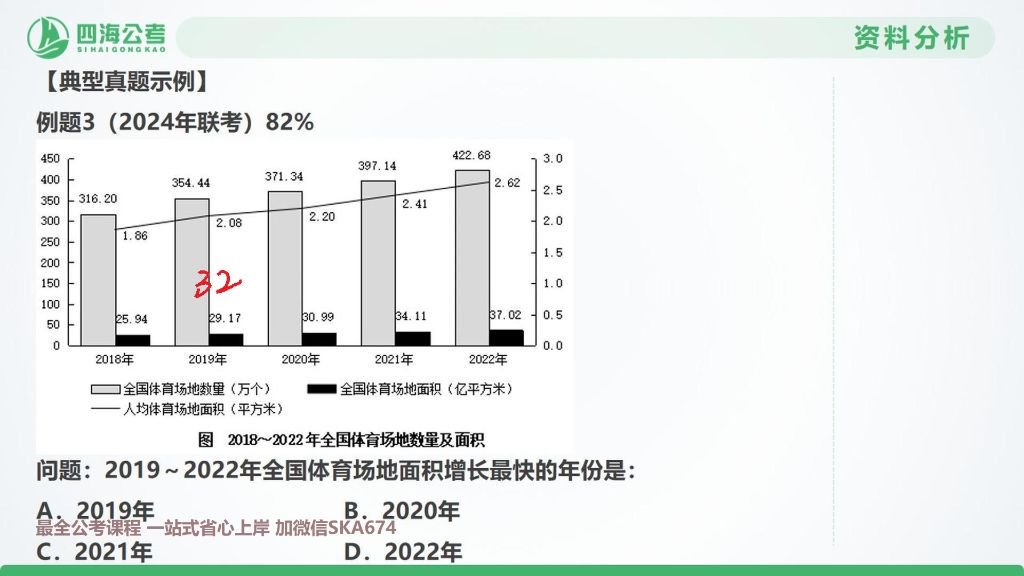 四海公考
SIHAIGONGKAO
资料分析
【典型真题示例】
例题3（2024年联考）82%
450
400
350
300
250
200
150
100
50
0
3.0
2.5
2.0
1.5
1.0
0.5
0.0
316.20
354.44
371.34
397.14
422.68
1.86
2.08
2.20
2.41
2.62
32
25.94
29.17
30.99
34.11
37.02
2018年 2019年 2020年 2021年 2022年
全国体育场地数量（万个） 全国体育场地面积（亿平方米）
人均体育场地面积（平方米）
图 2018～2022年全国体育场地数量及面积
问题：2019～2022年全国体育场地面积增长最快的年份是：
A．2019年 B．2020年
最全公考课程 一站式省心上岸 加微信SKA674
C．2021年 D．2022年